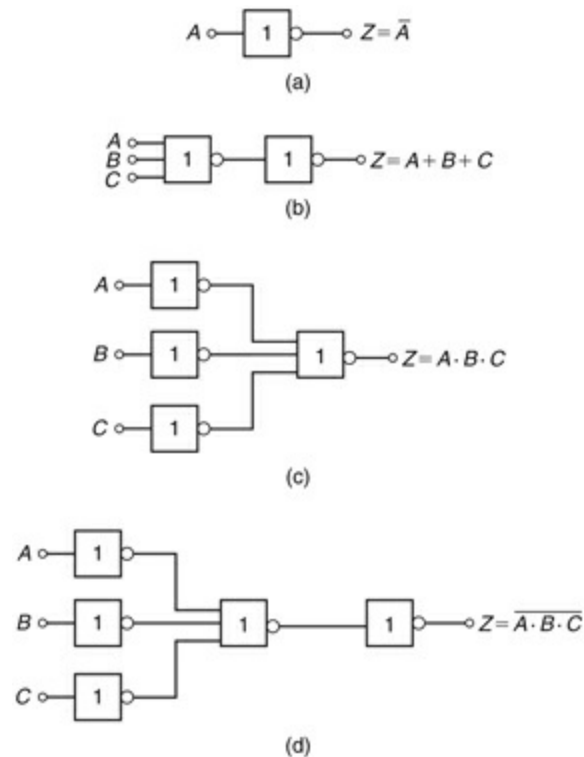 A 1 Z = A̅
(a)
A
B 1 1 Z = A + B + C
C
(b)
A 1
B 1 1 Z = A · B · C
C 1
(c)
A 1
B 1 1 1 Z = A̅ ̅·̅ ̅B̅ ̅·̅ ̅C̅
C 1
(d)